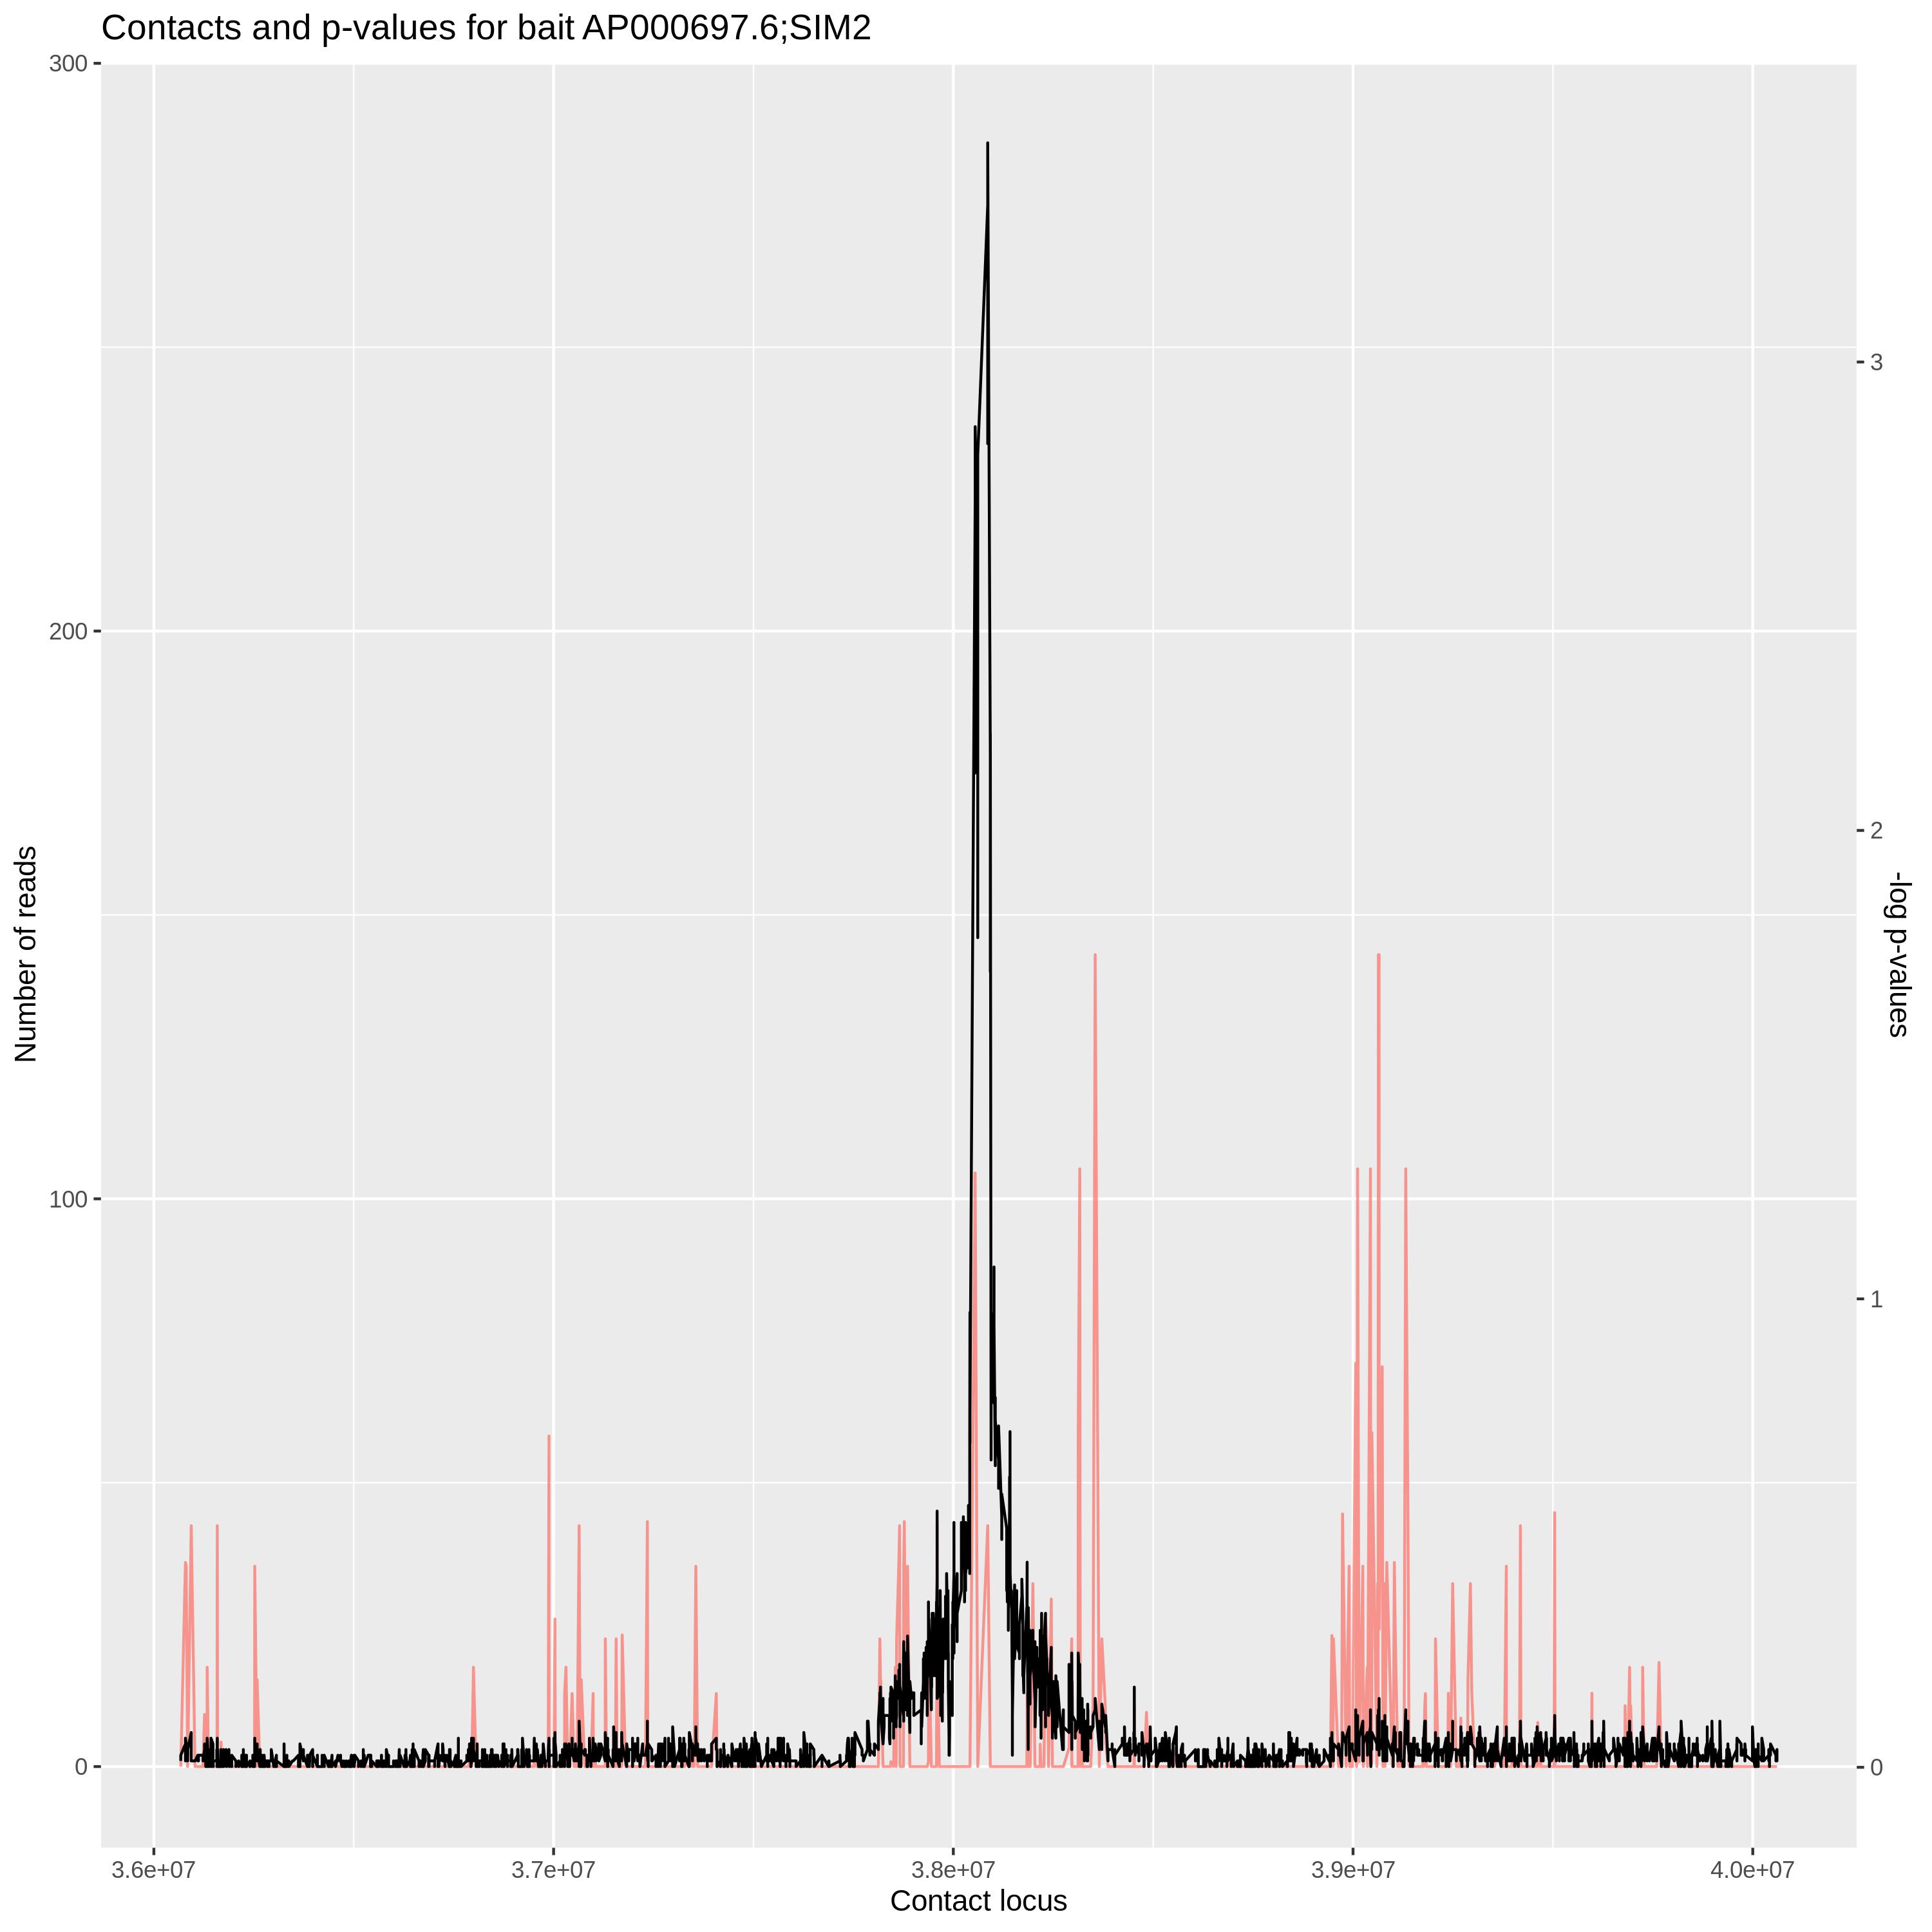 Contacts and p-values for bait AP000697.6;SIM2
300
200
100
0
Number of reads
3
2
1
0
-log p-values
3.6e+07 3.7e+07 3.8e+07 3.9e+07 4.0e+07
Contact locus